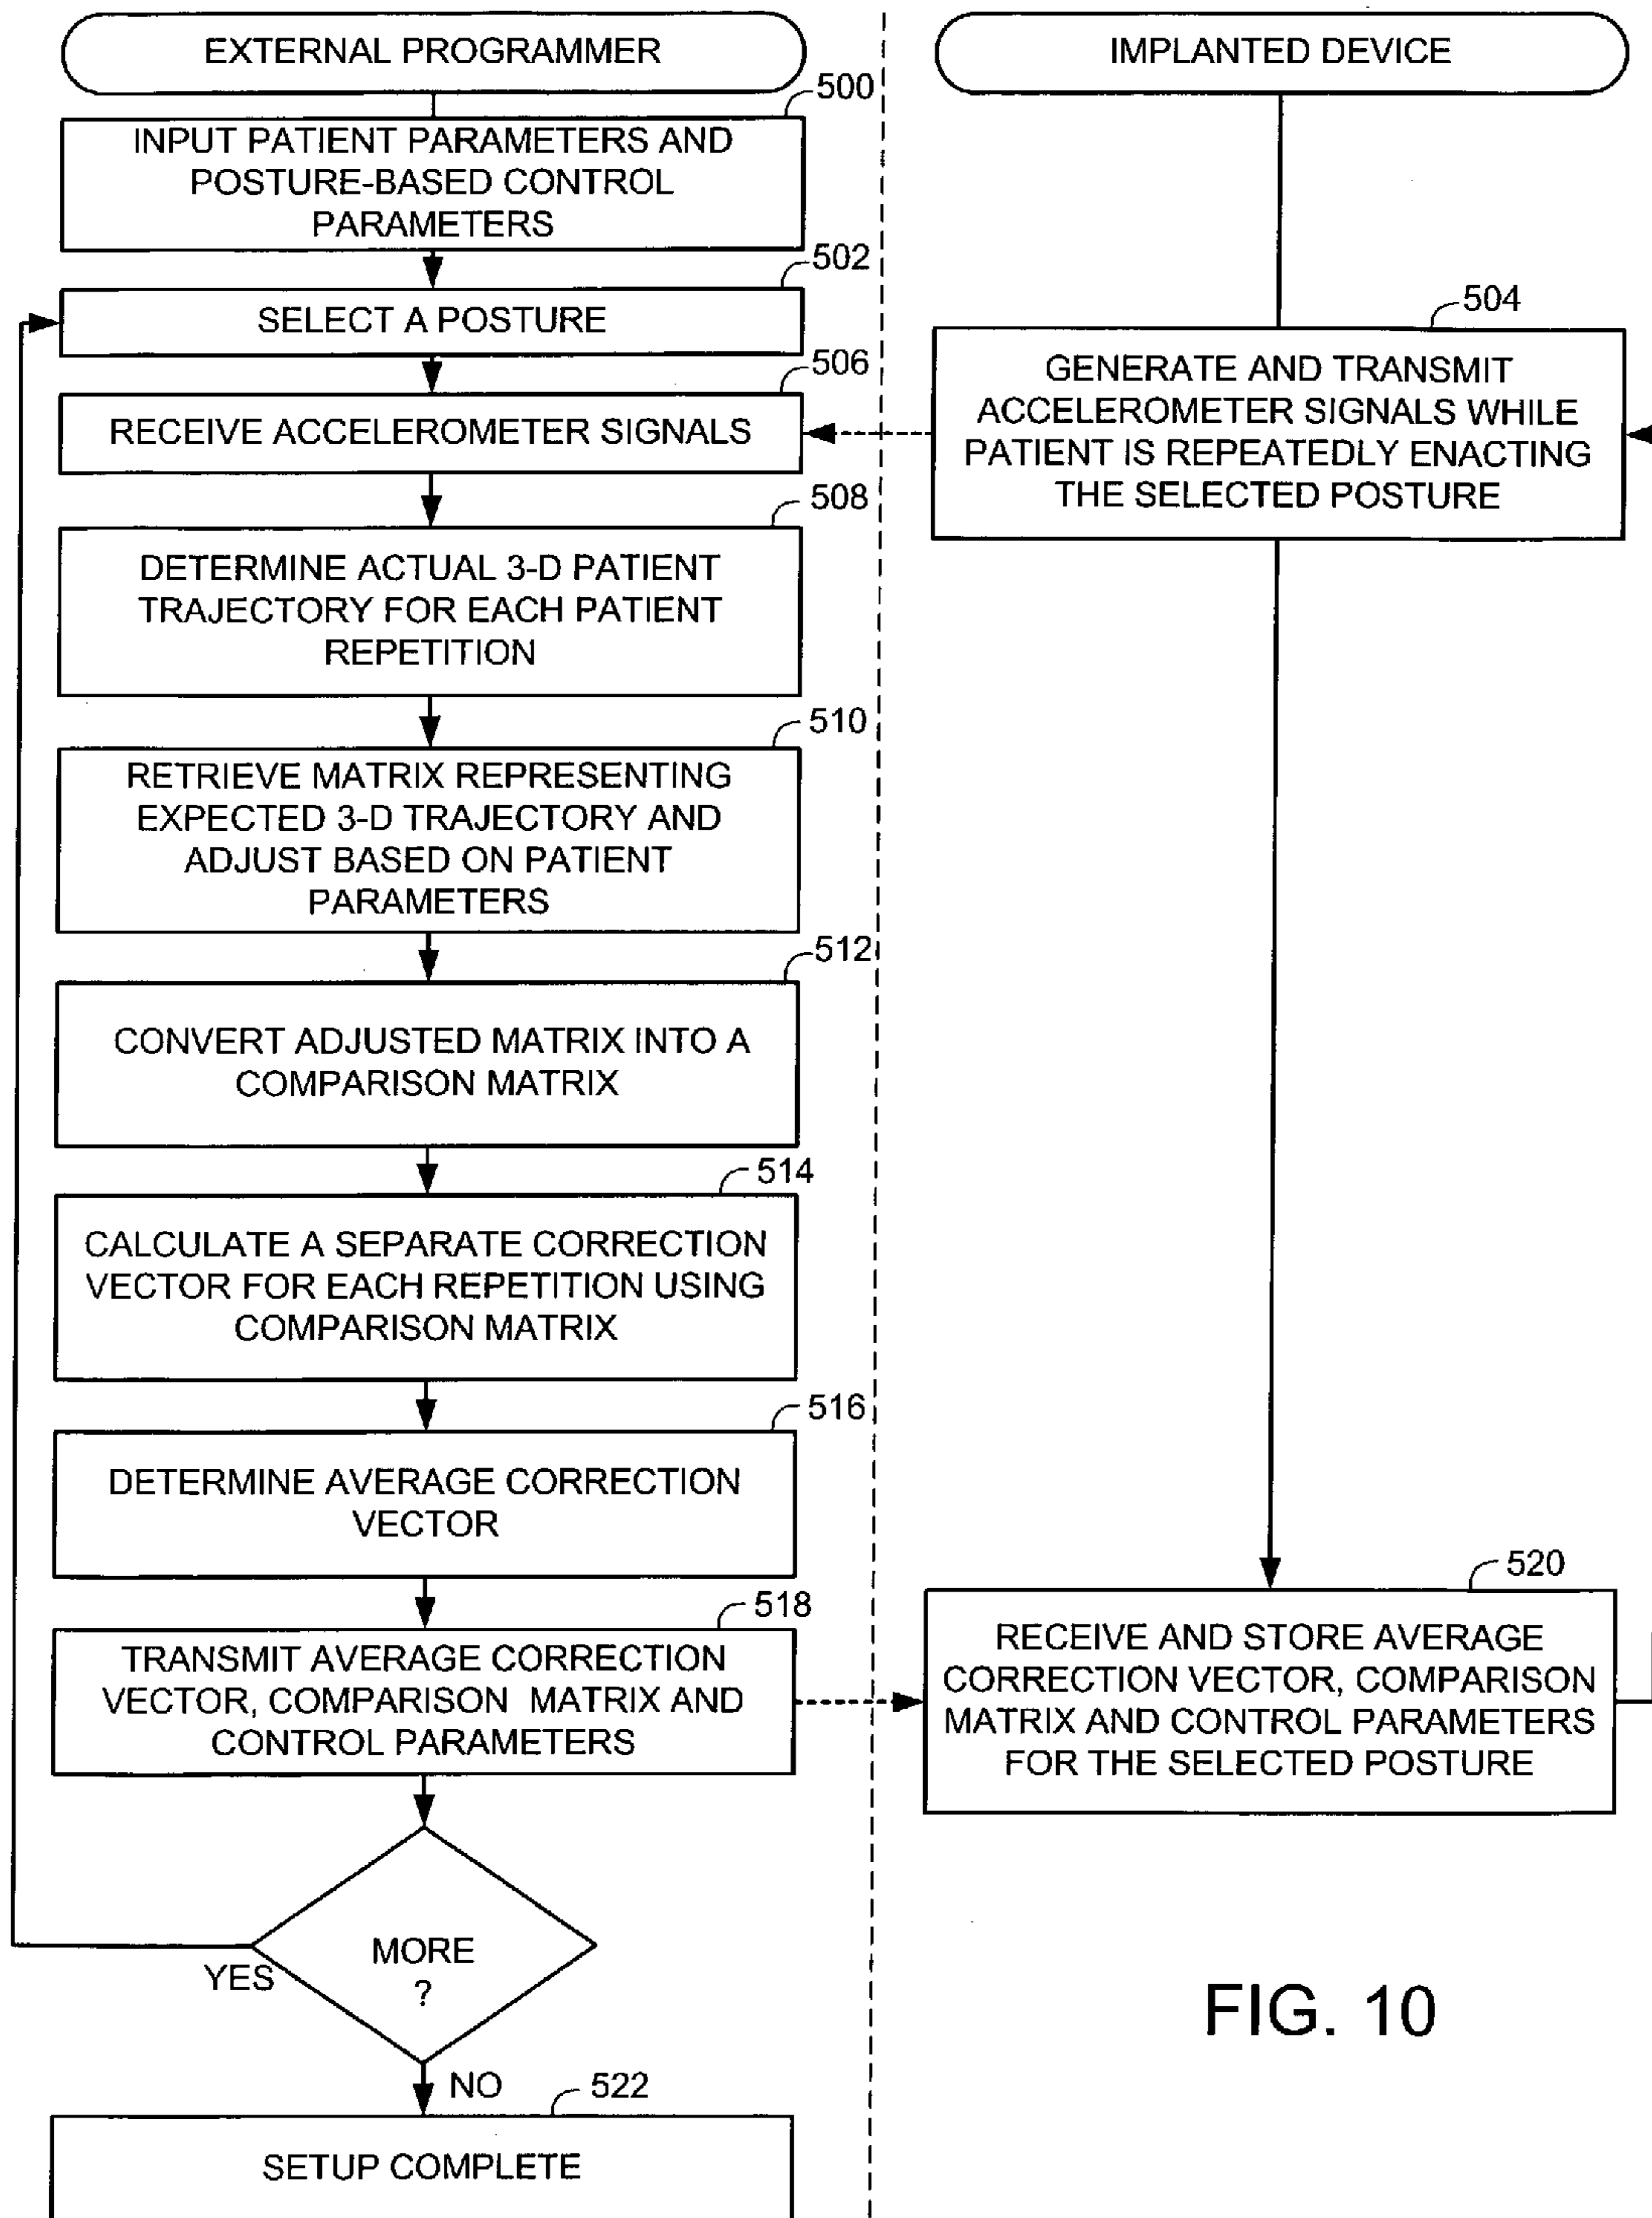 EXTERNAL PROGRAMMER
500
INPUT PATIENT PARAMETERS AND
POSTURE-BASED CONTROL
PARAMETERS
502
SELECT A POSTURE
506
RECEIVE ACCELEROMETER SIGNALS
508
DETERMINE ACTUAL 3-D PATIENT
TRAJECTORY FOR EACH PATIENT
REPETITION
510
RETRIEVE MATRIX REPRESENTING
EXPECTED 3-D TRAJECTORY AND
ADJUST BASED ON PATIENT
PARAMETERS
512
CONVERT ADJUSTED MATRIX INTO A
COMPARISON MATRIX
514
CALCULATE A SEPARATE CORRECTION
VECTOR FOR EACH REPETITION USING
COMPARISON MATRIX
516
DETERMINE AVERAGE CORRECTION
VECTOR
518
TRANSMIT AVERAGE CORRECTION
VECTOR, COMPARISON MATRIX AND
CONTROL PARAMETERS
MORE
?
YES
NO
522
SETUP COMPLETE
IMPLANTED DEVICE
504
GENERATE AND TRANSMIT
ACCELEROMETER SIGNALS WHILE
PATIENT IS REPEATEDLY ENACTING
THE SELECTED POSTURE
520
RECEIVE AND STORE AVERAGE
CORRECTION VECTOR, COMPARISON
MATRIX AND CONTROL PARAMETERS
FOR THE SELECTED POSTURE
FIG. 10